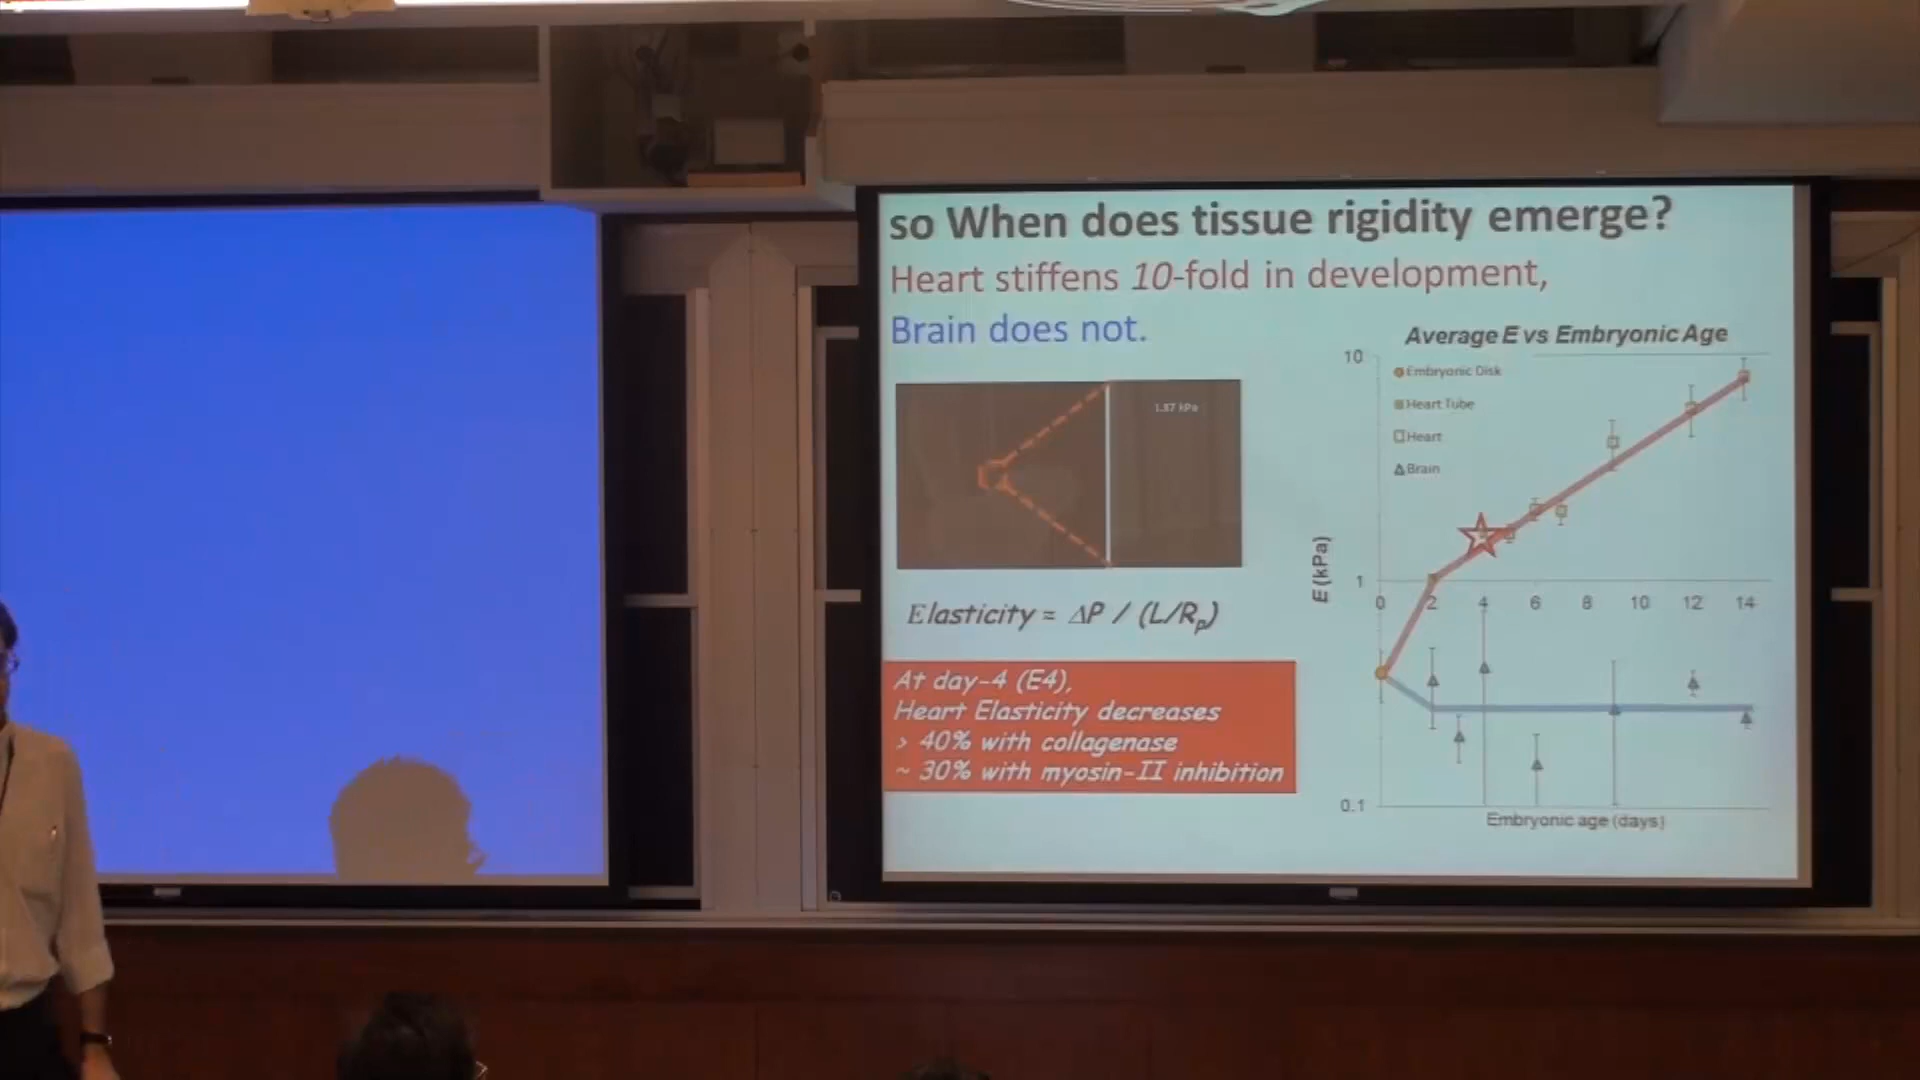 so When does tissue rigidity emerge?
Heart stiffens 10-fold in development,
Brain does not.
1.87 kPa
Elasticity = ΔP / (L/Rp)
At day-4 (E4),
Heart Elasticity decreases
> 40% with collagenase
~ 30% with myosin-II inhibition
Average E vs Embryonic Age
10
Embryonic Disk
Heart Tube
Heart
Brain
E (kPa)
1
0 2 4 6 8 10 12 14
0.1
Embryonic age (days)